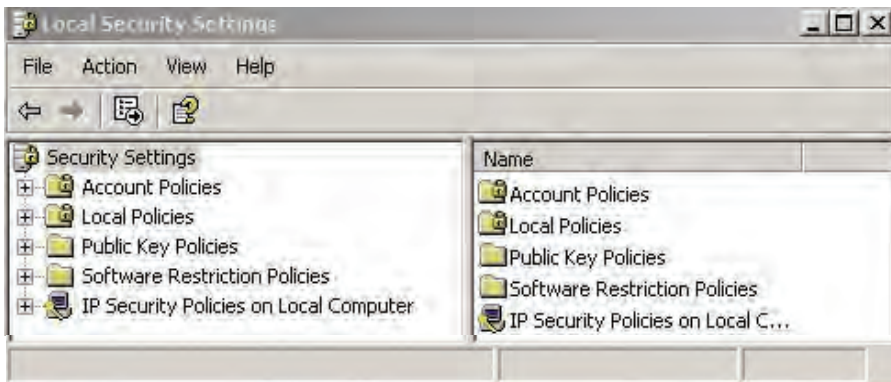 Local Security Settings
File Action View Help
Security Settings
Account Policies
Local Policies
Public Key Policies
Software Restriction Policies
IP Security Policies on Local Computer
Name
Account Policies
Local Policies
Public Key Policies
Software Restriction Policies
IP Security Policies on Local C...